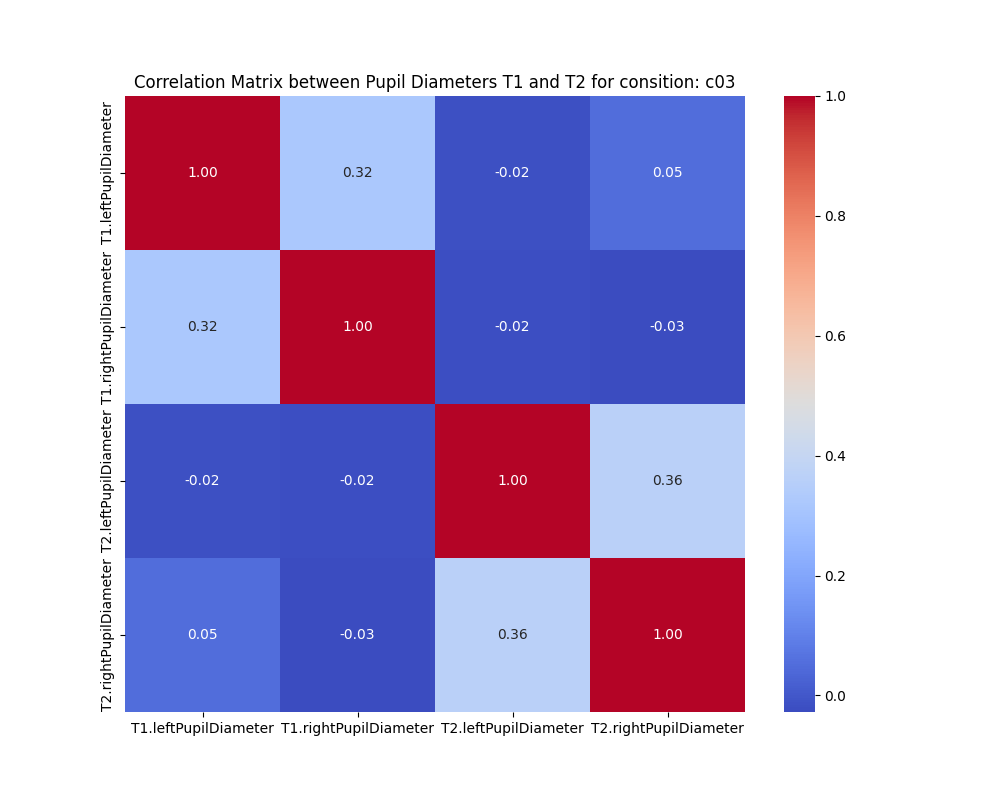 Correlation Matrix between Pupil Diameters T1 and T2 for consition: c03
T1.leftPupilDiameter
1.00 0.32 -0.02 0.05
T1.rightPupilDiameter
0.32 1.00 -0.02 -0.03
T2.leftPupilDiameter
-0.02 -0.02 1.00 0.36
T2.rightPupilDiameter
0.05 -0.03 0.36 1.00
T1.leftPupilDiameter T1.rightPupilDiameter T2.leftPupilDiameter T2.rightPupilDiameter
1.0
0.8
0.6
0.4
0.2
0.0